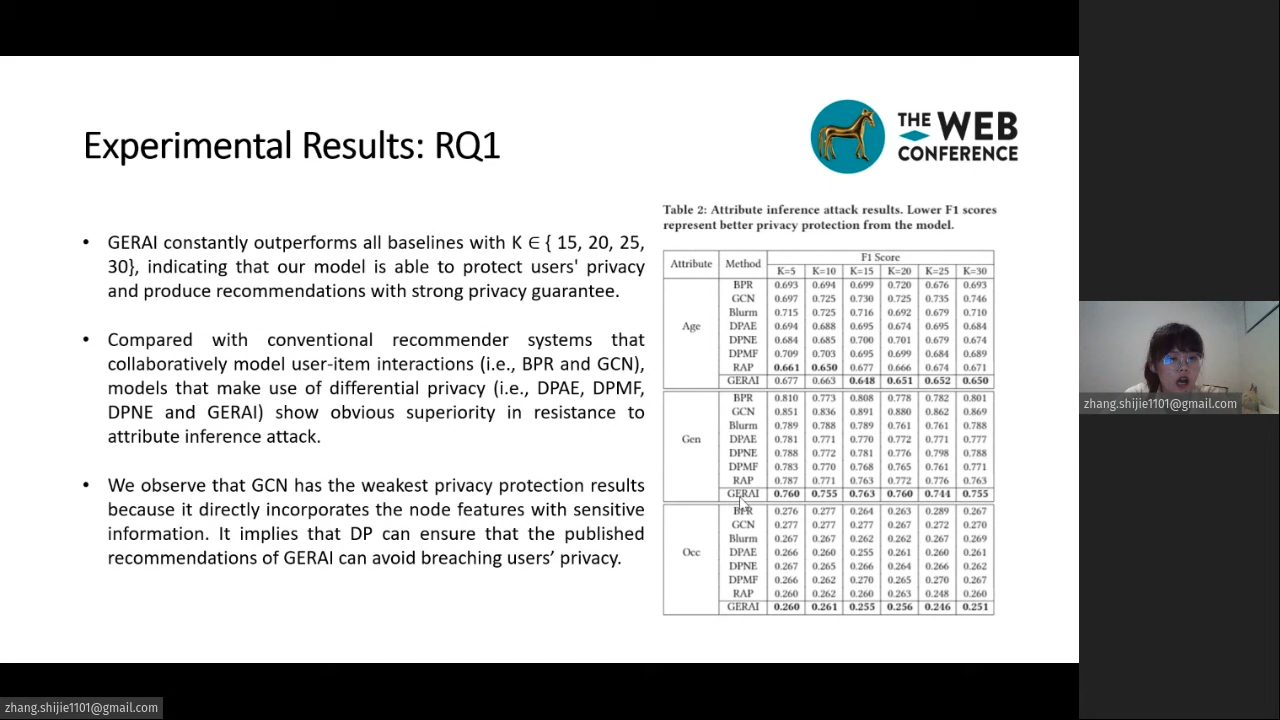 Experimental Results: RQ1
THE WEB
CONFERENCE
• GERAI constantly outperforms all baselines with K ∈ { 15, 20, 25,
30}, indicating that our model is able to protect users' privacy
and produce recommendations with strong privacy guarantee.
• Compared with conventional recommender systems that
collaboratively model user-item interactions (i.e., BPR and GCN),
models that make use of differential privacy (i.e., DPAE, DPMF,
DPNE and GERAI) show obvious superiority in resistance to
attribute inference attack.
• We observe that GCN has the weakest privacy protection results
because it directly incorporates the node features with sensitive
information. It implies that DP can ensure that the published
recommendations of GERAI can avoid breaching users’ privacy.
Table 2: Attribute inference attack results. Lower F1 scores
represent better privacy protection from the model.
Attribute Method F1 Score
K=5 K=10 K=15 K=20 K=25 K=30
Age
BPR 0.693 0.694 0.699 0.720 0.676 0.693
GCN 0.697 0.725 0.730 0.725 0.735 0.746
Blurm 0.715 0.725 0.716 0.692 0.679 0.710
DPAE 0.694 0.688 0.695 0.674 0.695 0.684
DPNE 0.684 0.685 0.700 0.701 0.679 0.674
DPMF 0.709 0.703 0.695 0.699 0.684 0.689
RAP 0.661 0.650 0.677 0.666 0.674 0.671
GERAI 0.677 0.663 0.648 0.651 0.652 0.650
Gen
BPR 0.810 0.773 0.808 0.778 0.782 0.801
GCN 0.851 0.836 0.891 0.880 0.862 0.869
Blurm 0.789 0.788 0.789 0.761 0.761 0.788
DPAE 0.781 0.771 0.770 0.772 0.771 0.777
DPNE 0.788 0.772 0.781 0.776 0.798 0.788
DPMF 0.783 0.770 0.768 0.765 0.761 0.771
RAP 0.787 0.771 0.763 0.772 0.776 0.763
GERAI 0.760 0.755 0.763 0.760 0.744 0.755
Occ
BPR 0.276 0.277 0.264 0.263 0.289 0.267
GCN 0.277 0.277 0.277 0.267 0.272 0.270
Blurm 0.267 0.267 0.262 0.262 0.267 0.269
DPAE 0.266 0.260 0.255 0.261 0.260 0.261
DPNE 0.267 0.265 0.266 0.264 0.266 0.262
DPMF 0.266 0.262 0.270 0.265 0.270 0.267
RAP 0.260 0.262 0.260 0.263 0.248 0.260
GERAI 0.260 0.261 0.255 0.256 0.246 0.251
zhang.shijie1101@gmail.com
zhang.shijie1101@gmail.com